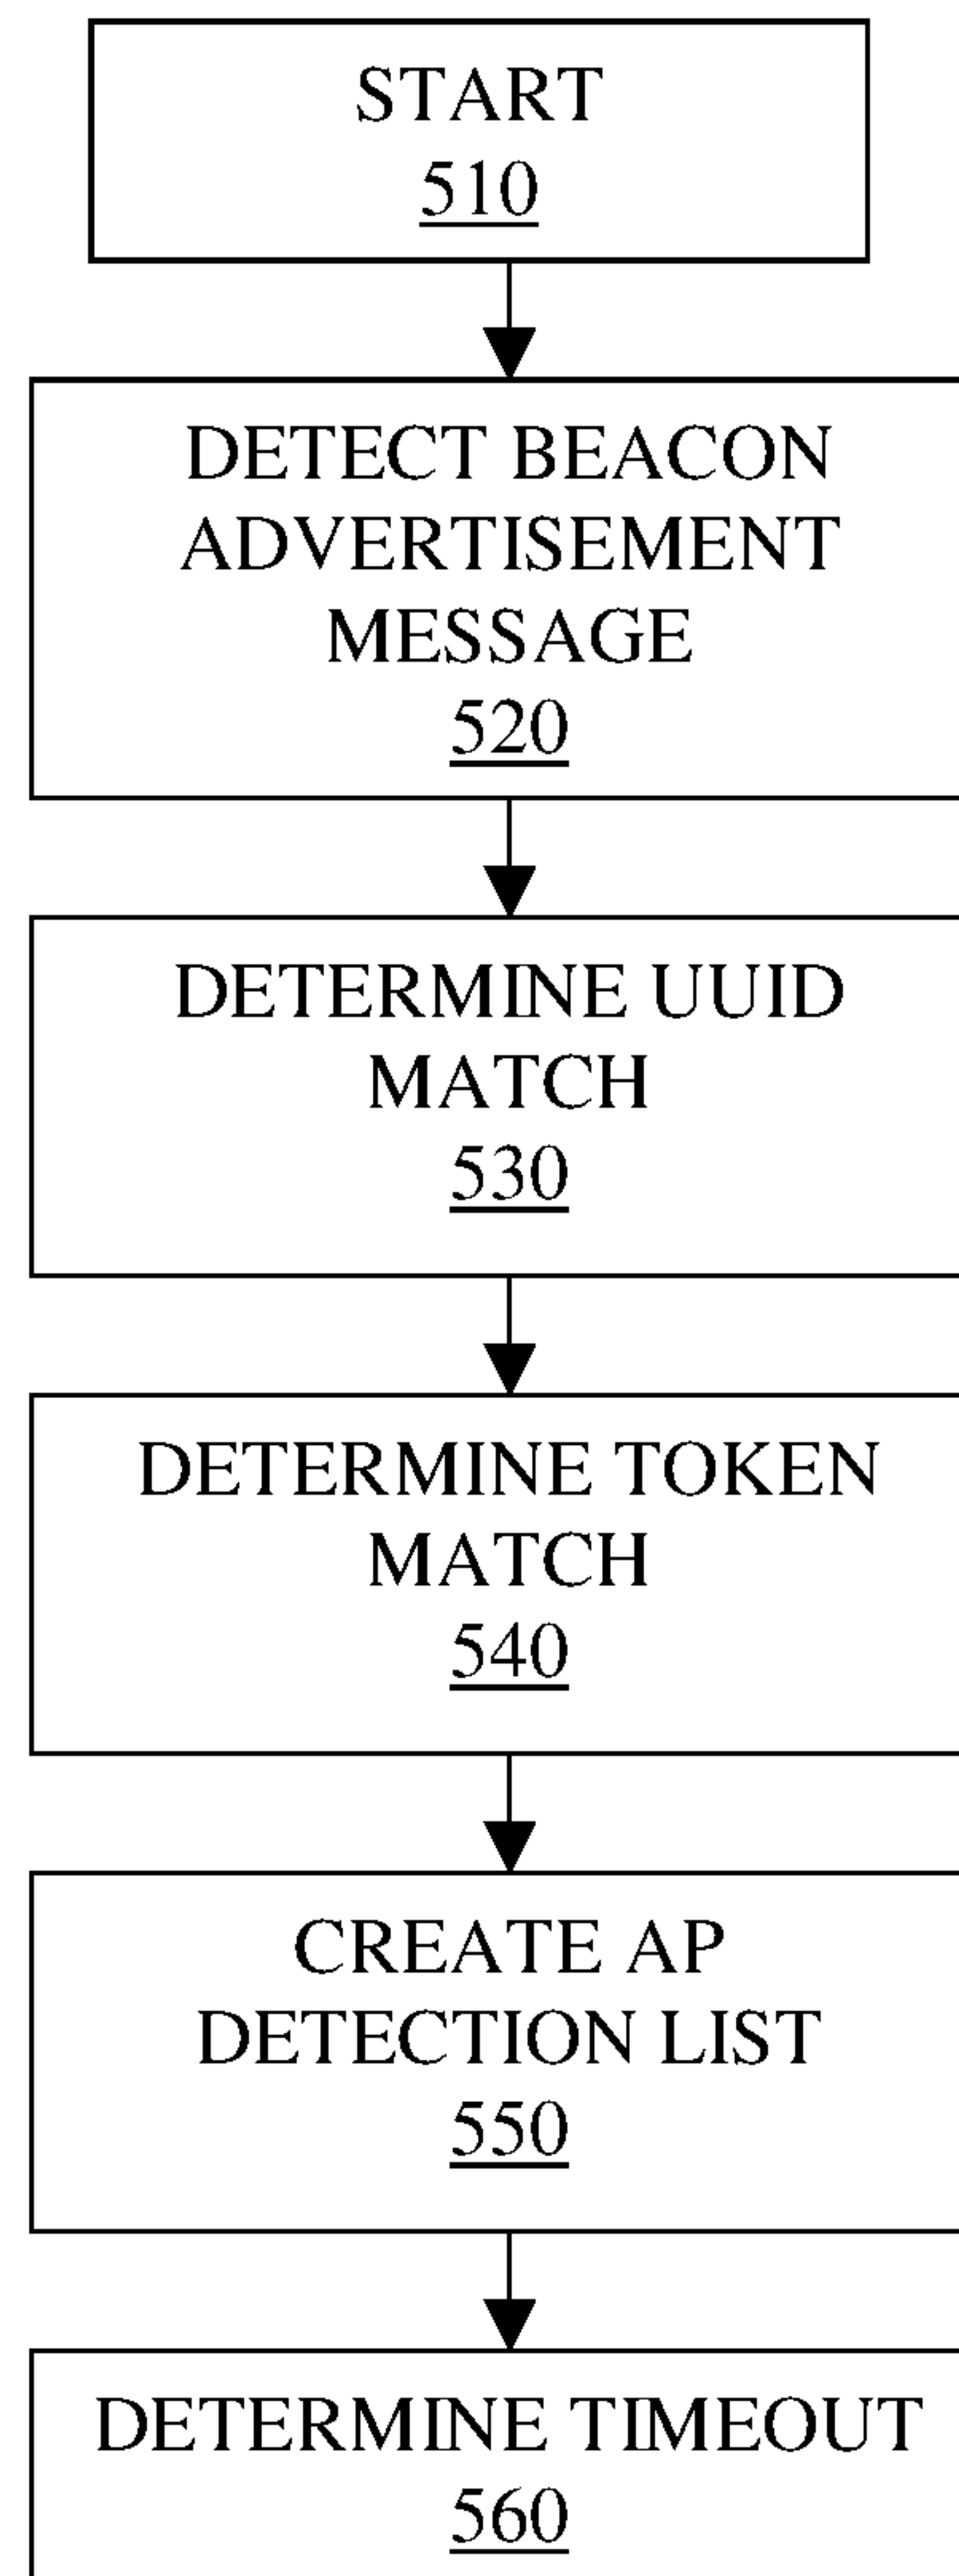 START
510
DETECT BEACON
ADVERTISEMENT
MESSAGE
520
DETERMINE UUID
MATCH
530
DETERMINE TOKEN
MATCH
540
CREATE AP
DETECTION LIST
550
DETERMINE TIMEOUT
560